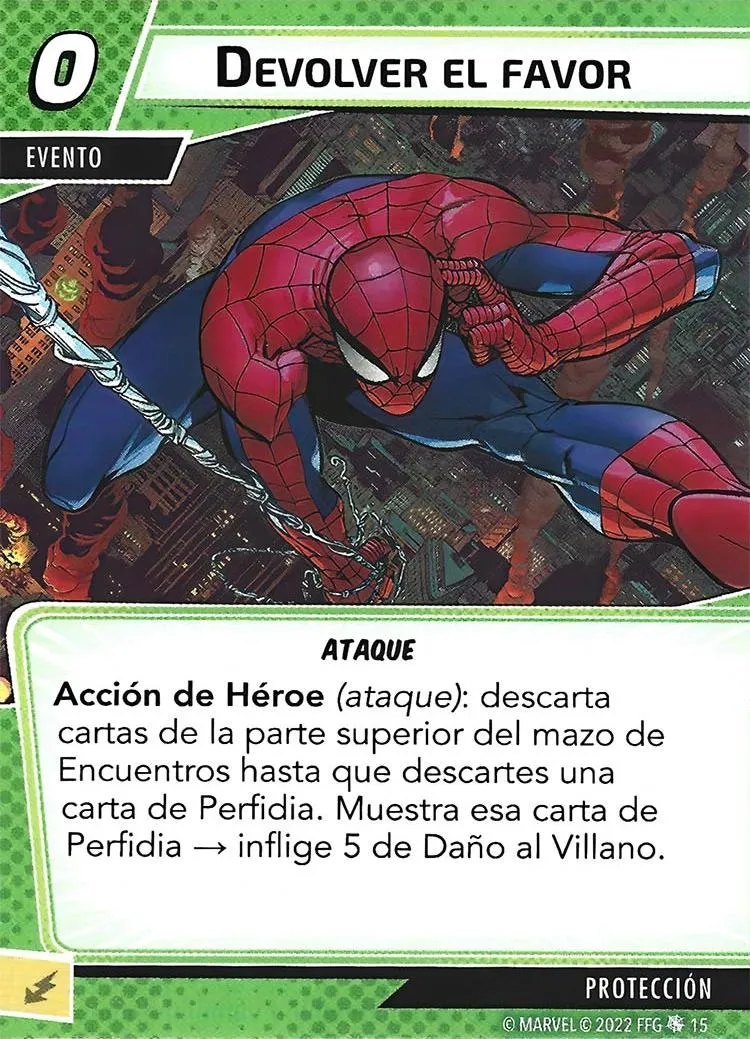 0
DEVOLVER EL FAVOR
EVENTO
ATAQUE
Acción de Héroe (ataque): descarta
cartas de la parte superior del mazo de
Encuentros hasta que descartes una
carta de Perfidia. Muestra esa carta de
Perfidia → inflige 5 de Daño al Villano.
PROTECCIÓN
© MARVEL © 2022 FFG 15